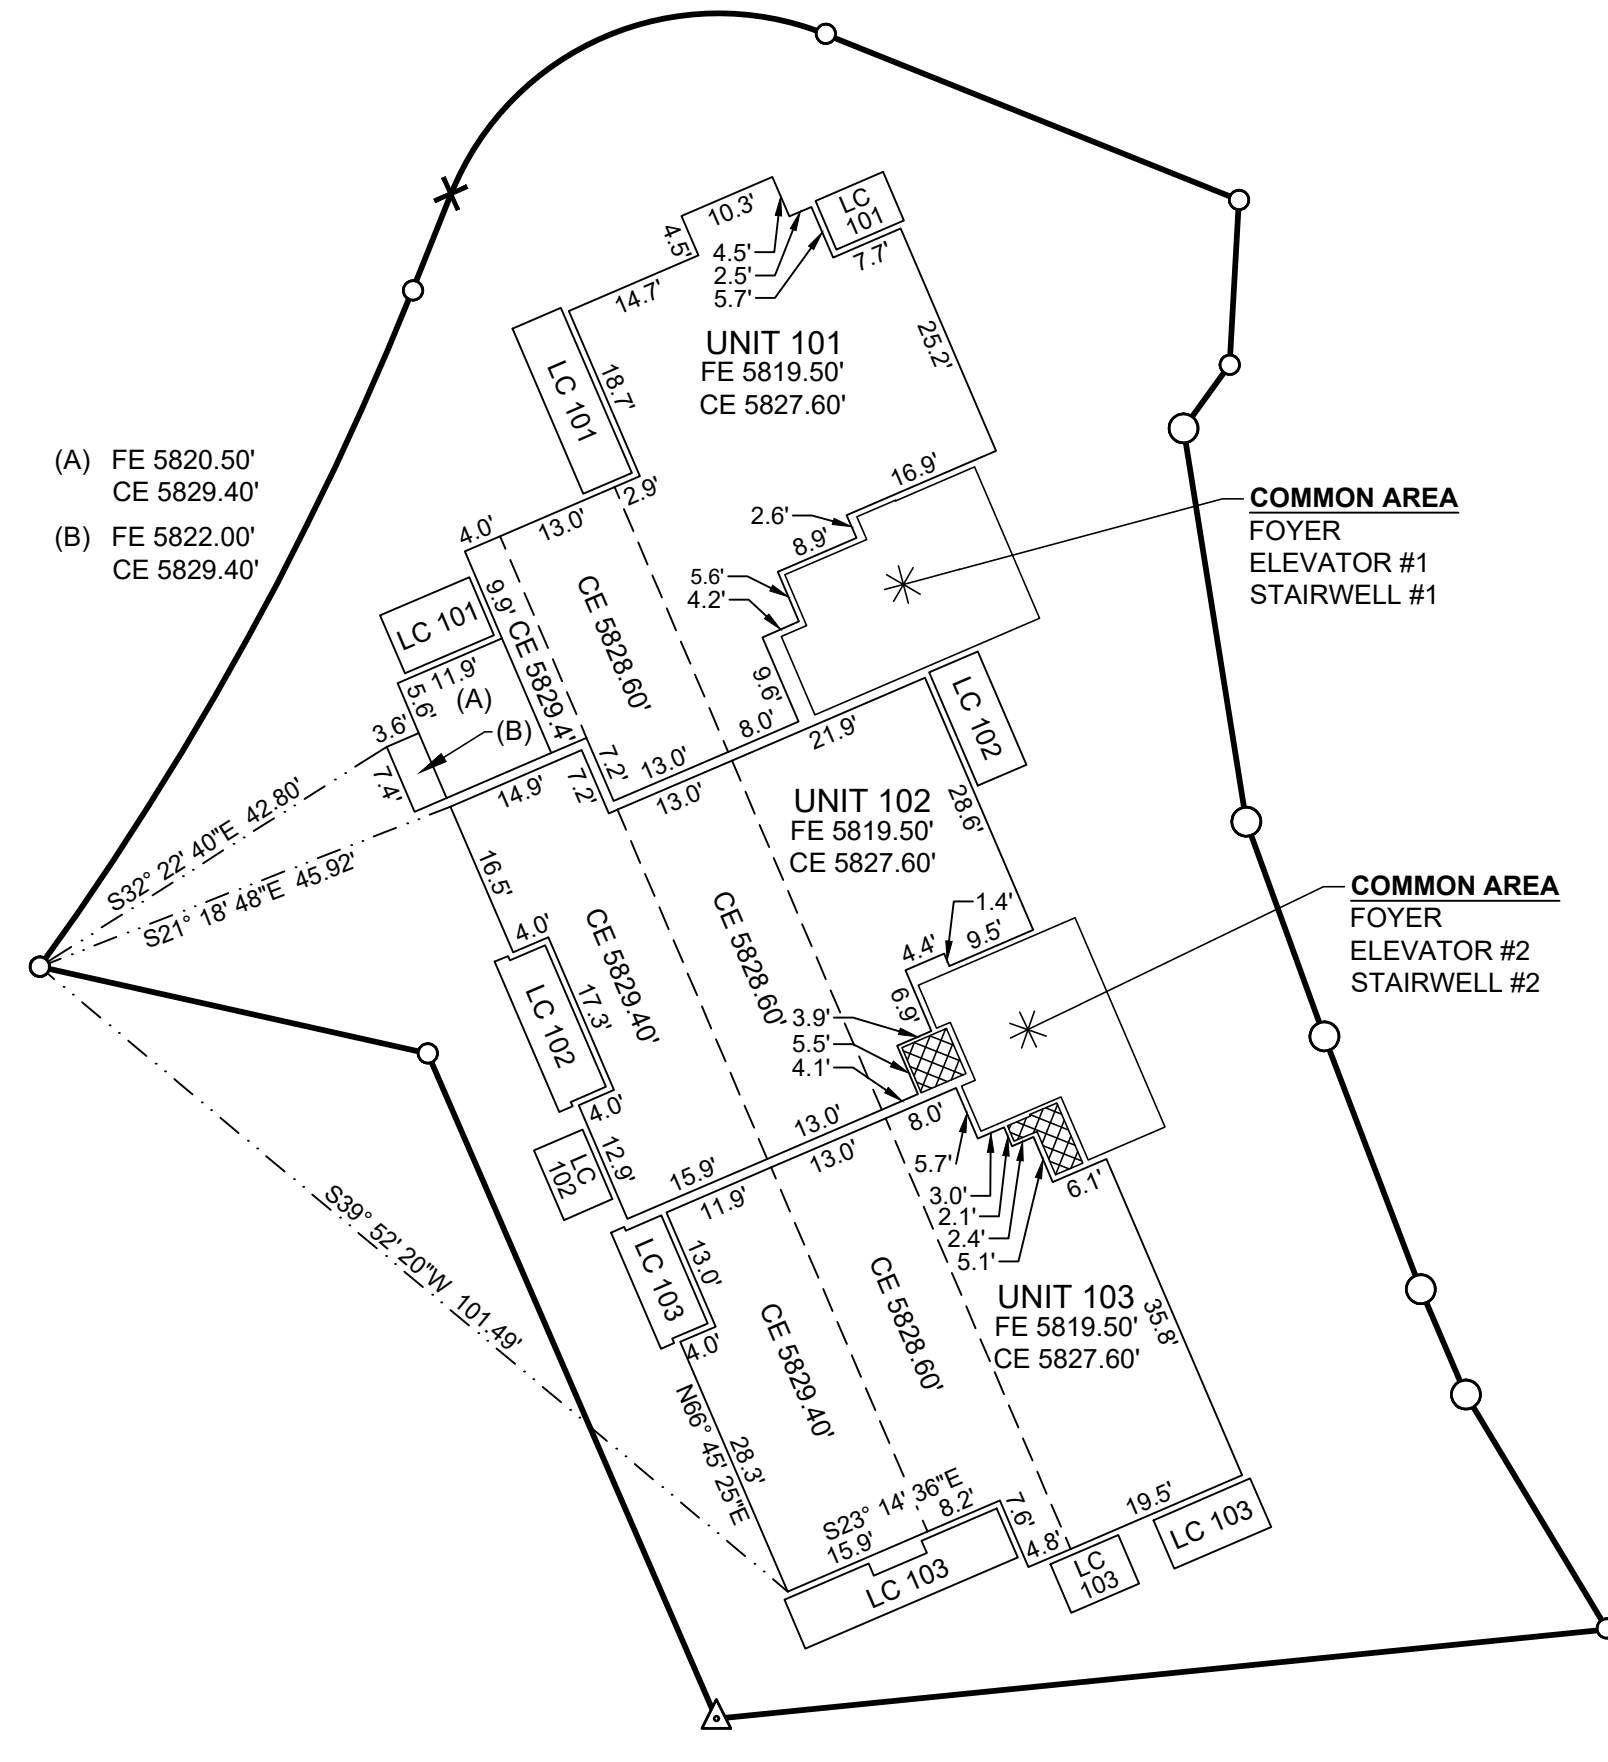 10.3'
LC
101
4.5'
4.5'
2.5'
5.7'
7.7'
14.7'
UNIT 101
FE 5819.50'
CE 5827.60'
25.2'
LC 101
18.7'
(A) FE 5820.50'
CE 5829.40'
(B) FE 5822.00'
CE 5829.40'
16.9'
2.9'
2.6'
COMMON AREA
FOYER
ELEVATOR #1
STAIRWELL #1
4.0'
13.0'
8.9'
5.6'
4.2'
9.9'
CE 5829.4'
CE 5828.60'
LC 101
11.9'
5.6'
(A)
3.6'
(B)
7.4'
9.6'
8.0'
21.9'
LC 102
7.2'
13.0'
7.2'
13.0'
14.9'
S32° 22' 40"E 42.80'
S21° 18' 48"E 45.92'
UNIT 102
FE 5819.50'
CE 5827.60'
28.6'
16.5'
COMMON AREA
FOYER
ELEVATOR #2
STAIRWELL #2
1.4'
9.5'
4.4'
4.0'
CE 5829.40'
CE 5828.60'
6.9'
LC 102
17.3'
3.9'
5.5'
4.1'
4.0'
13.0'
8.0'
LC
102
12.9'
15.9'
13.0'
11.9'
5.7'
3.0'
2.1'
2.4'
5.1'
6.1'
S39° 52' 20"W 101.49'
LC 103
13.0'
4.0'
UNIT 103
FE 5819.50'
CE 5827.60'
35.8'
CE 5829.40'
CE 5828.60'
N66° 45' 25"E
28.3'
S23° 14' 36"E
15.9'
8.2'
7.6'
4.8'
19.5'
LC 103
LC
103
LC 103